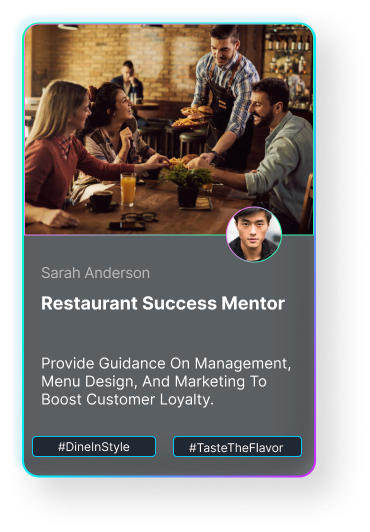 Sarah Anderson
Restaurant Success Mentor
Provide Guidance On Management,
Menu Design, And Marketing To
Boost Customer Loyalty.
#DineInStyle
#TasteTheFlavor